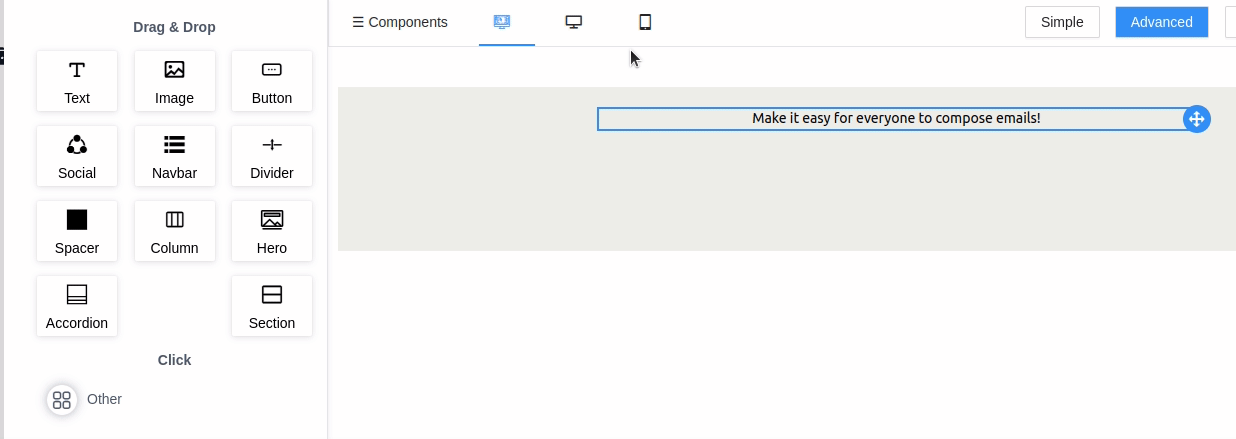 Drag & Drop
☰ Components
Simple
Advanced
Text
Image
Button
Make it easy for everyone to compose emails!
Social
Navbar
Divider
Spacer
Column
Hero
Accordion
Section
Click
Other